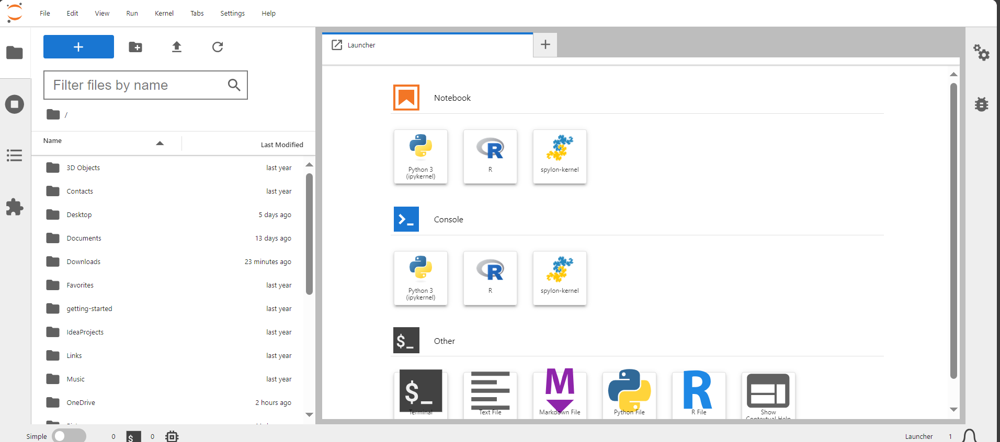 File Edit View Run Kernel Tabs Settings Help
Launcher
Filter files by name
/
Name Last Modified
3D Objects last year
Contacts last year
Desktop 5 days ago
Documents 13 days ago
Downloads 23 minutes ago
Favorites last year
getting-started last year
IdeaProjects last year
Links last year
Music last year
OneDrive 2 hours ago
Notebook
Python 3
(ipykernel)
R
spylon-kernel
Console
Python 3
(ipykernel)
R
spylon-kernel
$_ Other
$_
Terminal
Text File
M
Markdown File
Python File
R
R File
Show
Contextual Help
Simple 0 $_ 0 Launcher 1